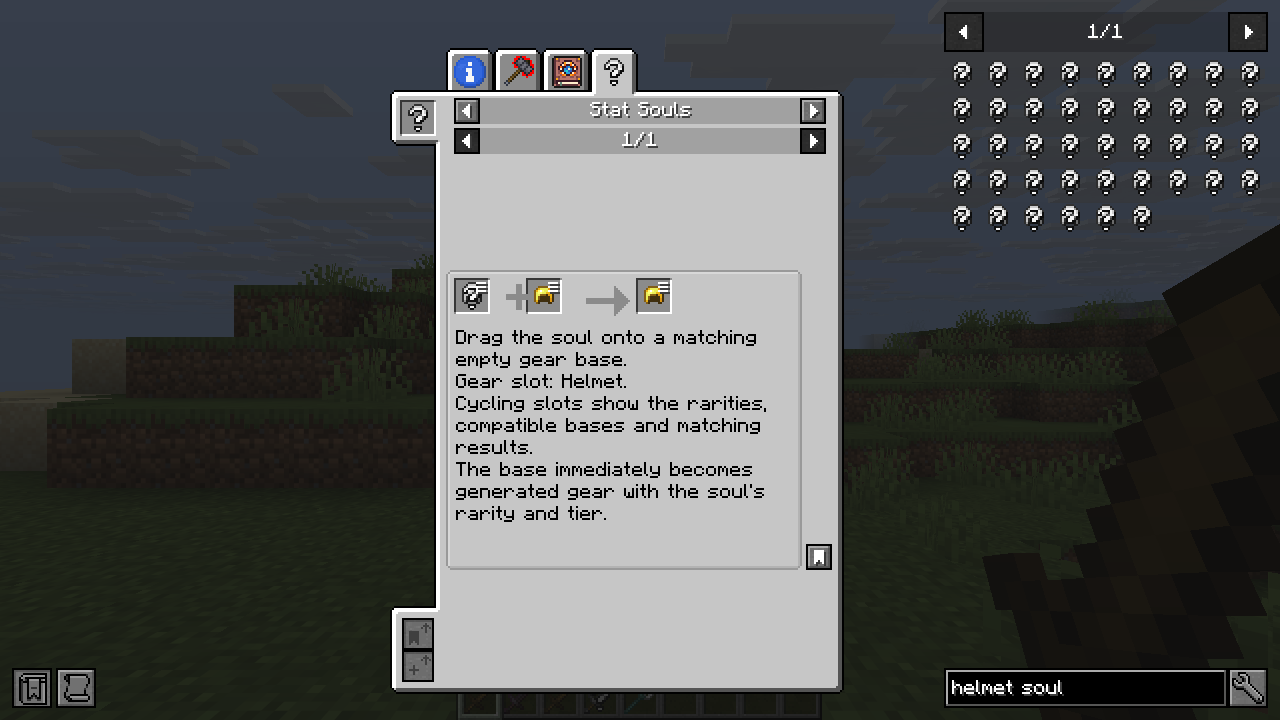 1/1
Stat Souls
1/1
Drag the soul onto a matching
empty gear base.
Gear slot: Helmet.
Cycling slots show the rarities,
compatible bases and matching
results.
The base immediately becomes
generated gear with the soul's
rarity and tier.
helmet soul